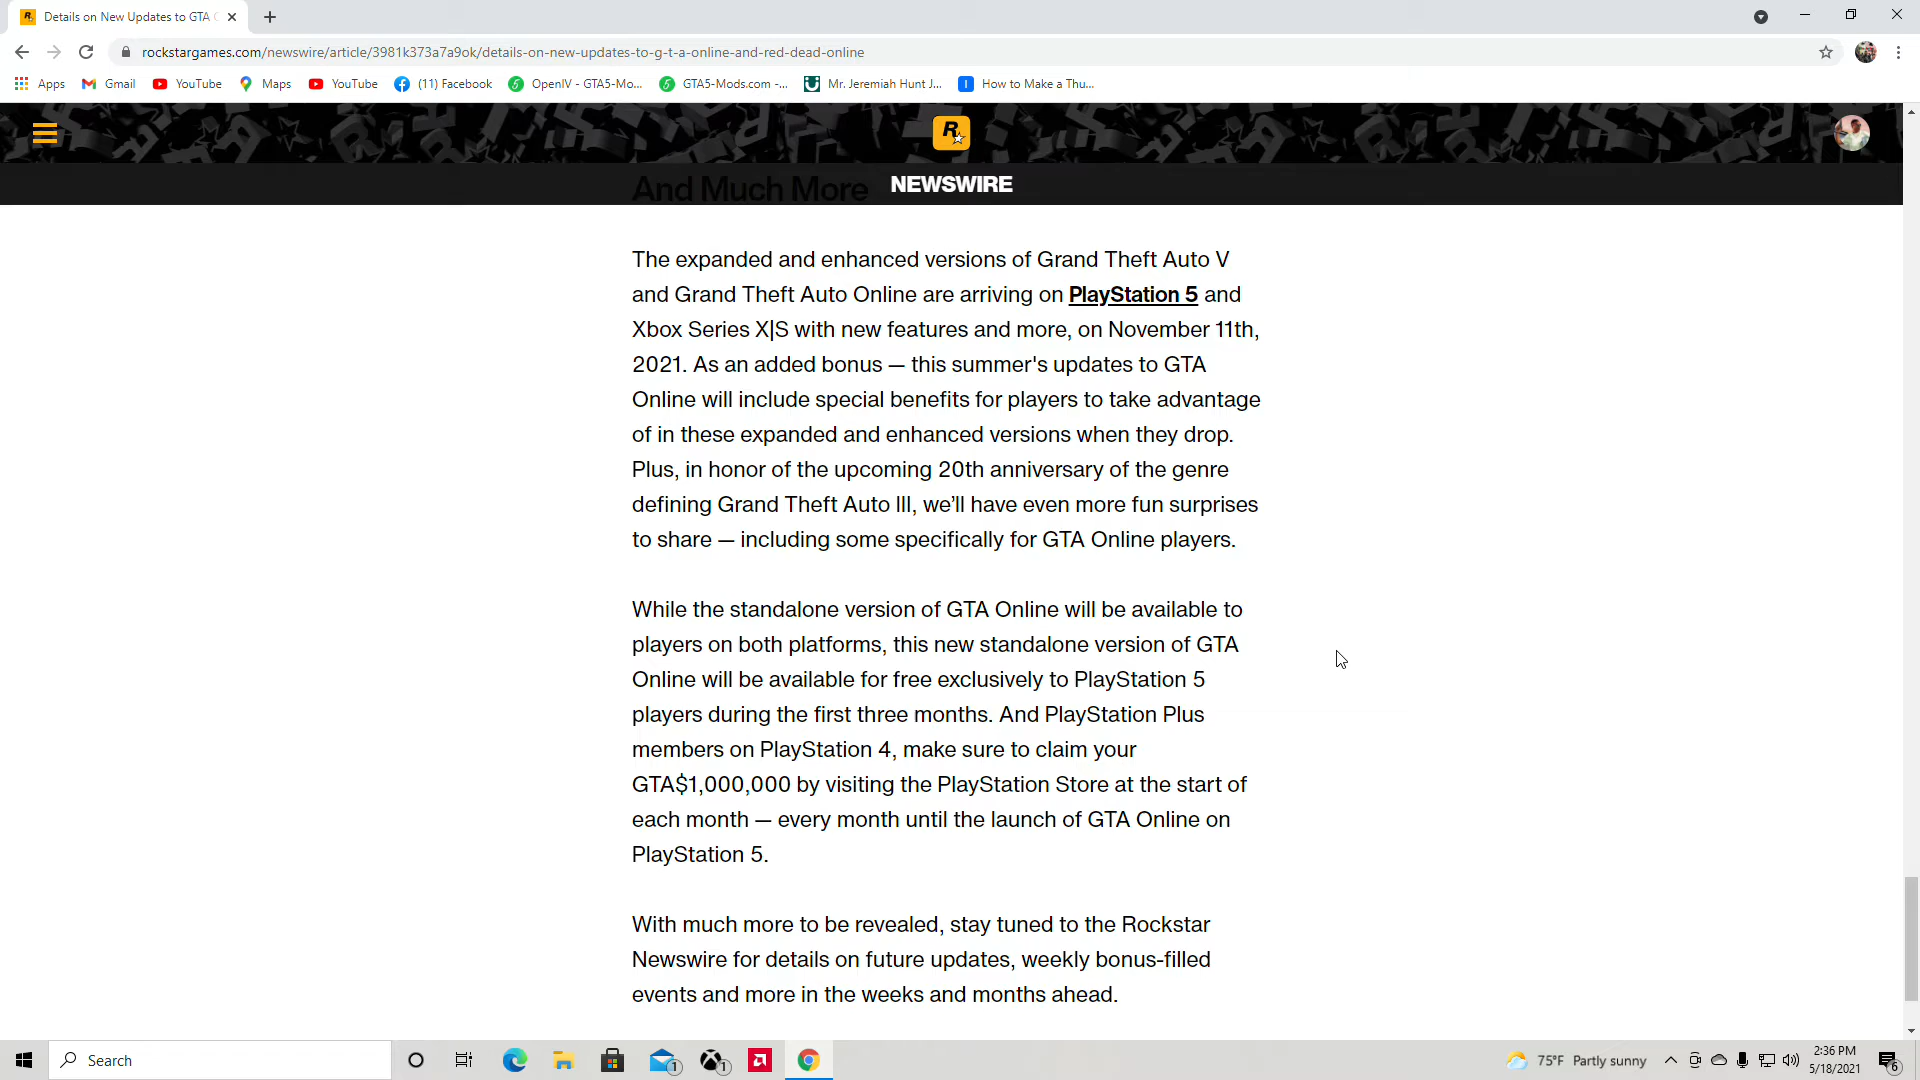 Details on New Updates to GTA
rockstargames.com/newswire/article/3981k373a7a9ok/details-on-new-updates-to-g-t-a-online-and-red-dead-online
Apps Gmail YouTube Maps YouTube (11) Facebook OpenIV - GTA5-Mo... GTA5-Mods.com -... Mr. Jeremiah Hunt J... How to Make a Thu...
R
And Much More
NEWSWIRE
The expanded and enhanced versions of Grand Theft Auto V
and Grand Theft Auto Online are arriving on PlayStation 5 and
Xbox Series X|S with new features and more, on November 11th,
2021. As an added bonus — this summer's updates to GTA
Online will include special benefits for players to take advantage
of in these expanded and enhanced versions when they drop.
Plus, in honor of the upcoming 20th anniversary of the genre
defining Grand Theft Auto III, we’ll have even more fun surprises
to share — including some specifically for GTA Online players.
While the standalone version of GTA Online will be available to
players on both platforms, this new standalone version of GTA
Online will be available for free exclusively to PlayStation 5
players during the first three months. And PlayStation Plus
members on PlayStation 4, make sure to claim your
GTA$1,000,000 by visiting the PlayStation Store at the start of
each month — every month until the launch of GTA Online on
PlayStation 5.
With much more to be revealed, stay tuned to the Rockstar
Newswire for details on future updates, weekly bonus-filled
events and more in the weeks and months ahead.
Search
1
1
75°F Partly sunny
2:36 PM
5/18/2021
6